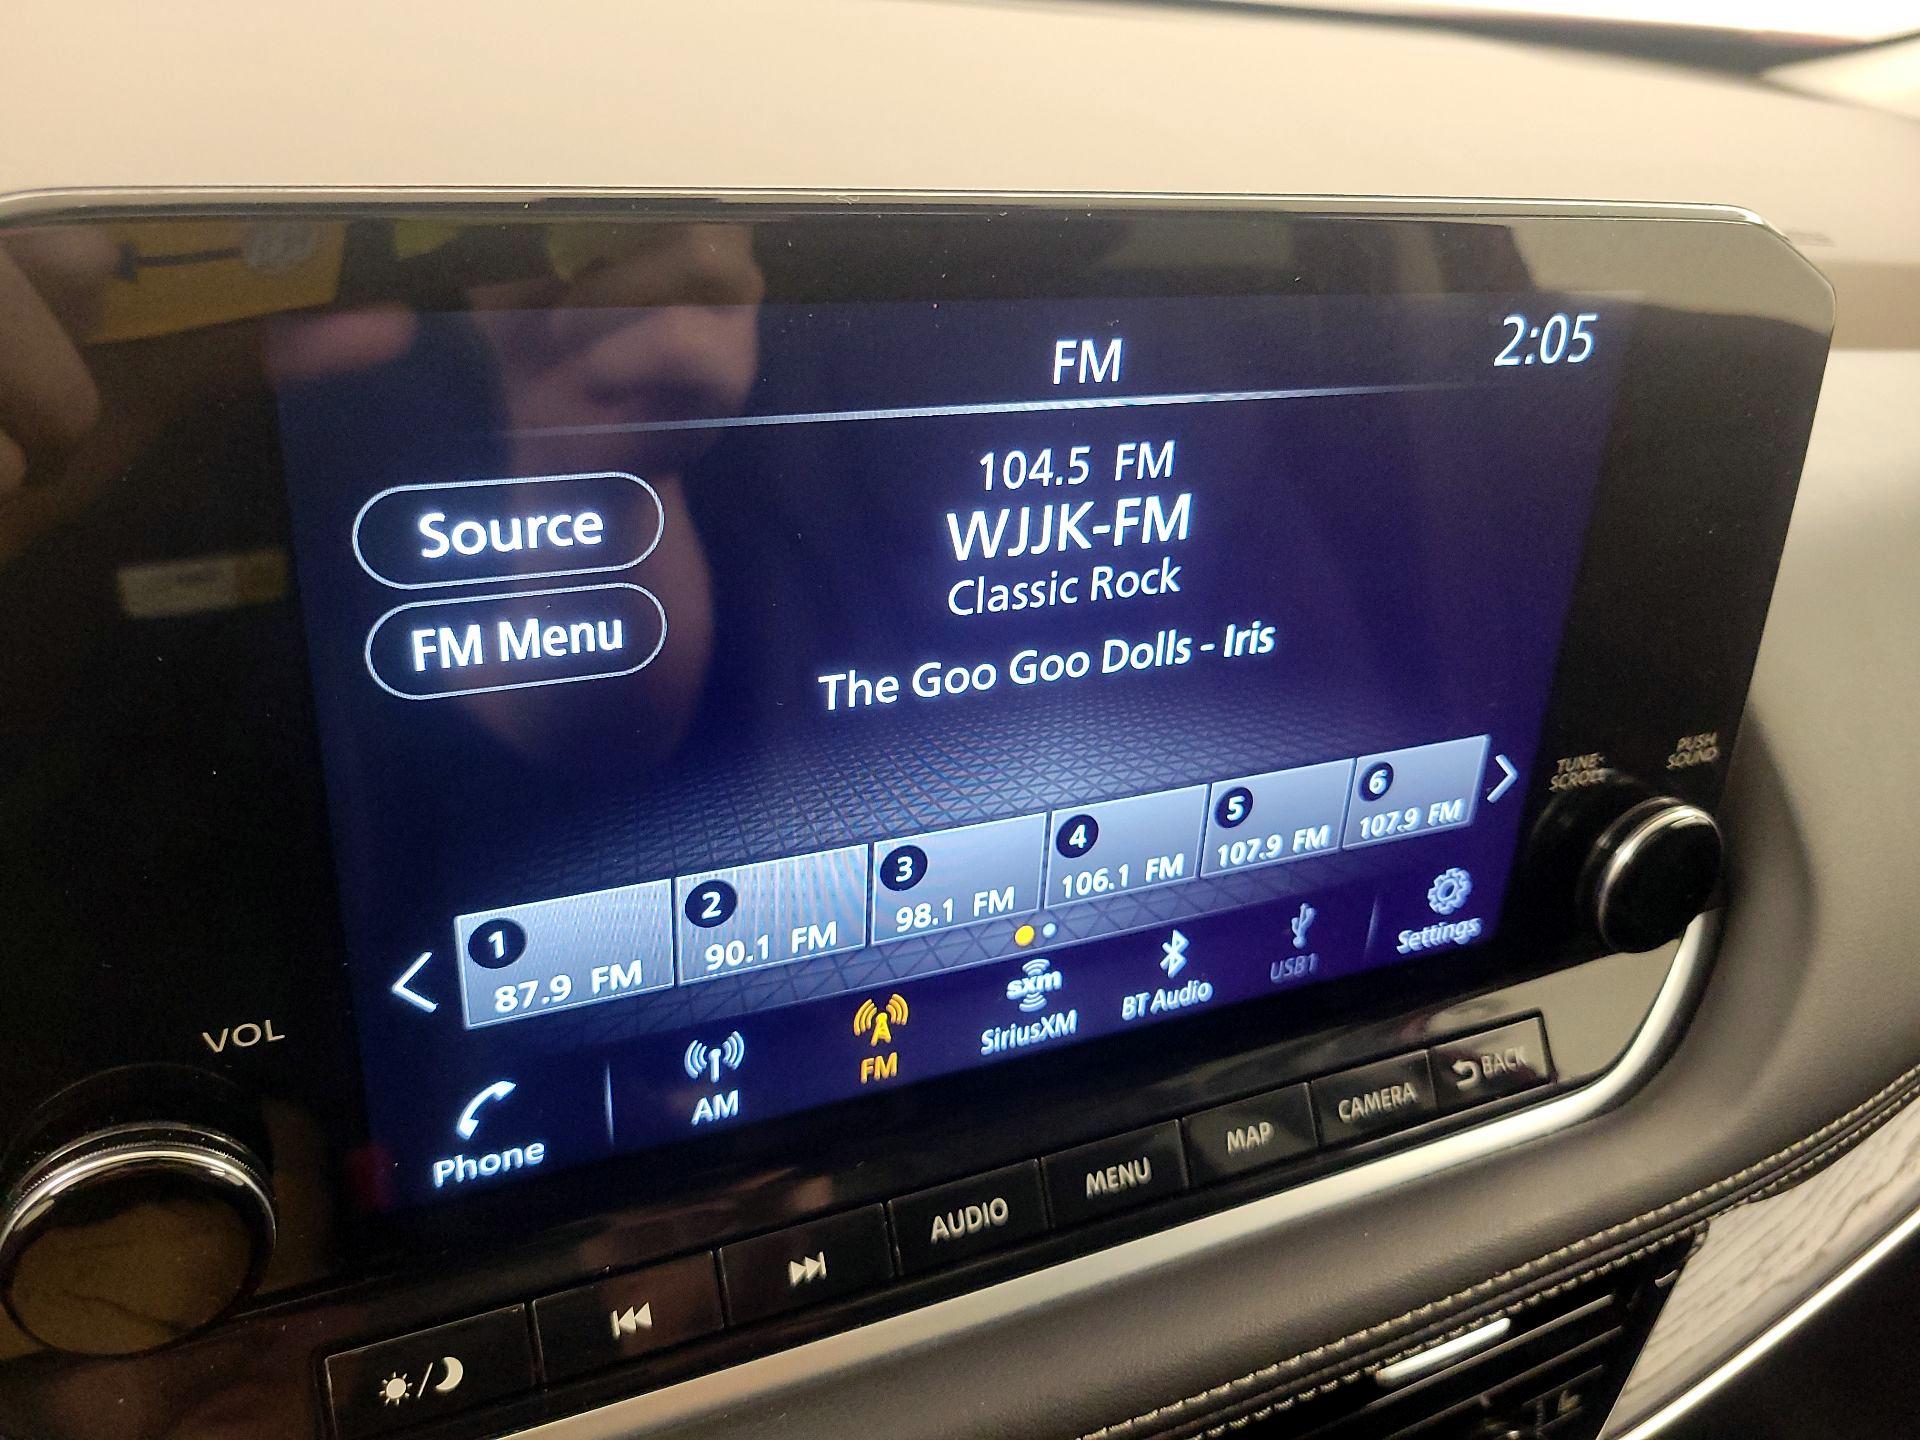 FM
2:05
104.5 FM
WJJK-FM
Classic Rock
The Goo Goo Dolls - Iris
Source
FM Menu
1
87.9 FM
2
90.1 FM
3
98.1 FM
4
106.1 FM
5
107.9 FM
6
107.9 FM
Phone
AM
FM
sxm
SiriusXM
BT Audio
USB1
Settings
VOL
TUNE·
SCROLL
PUSH
SOUND
AUDIO
MENU
MAP
CAMERA
BACK